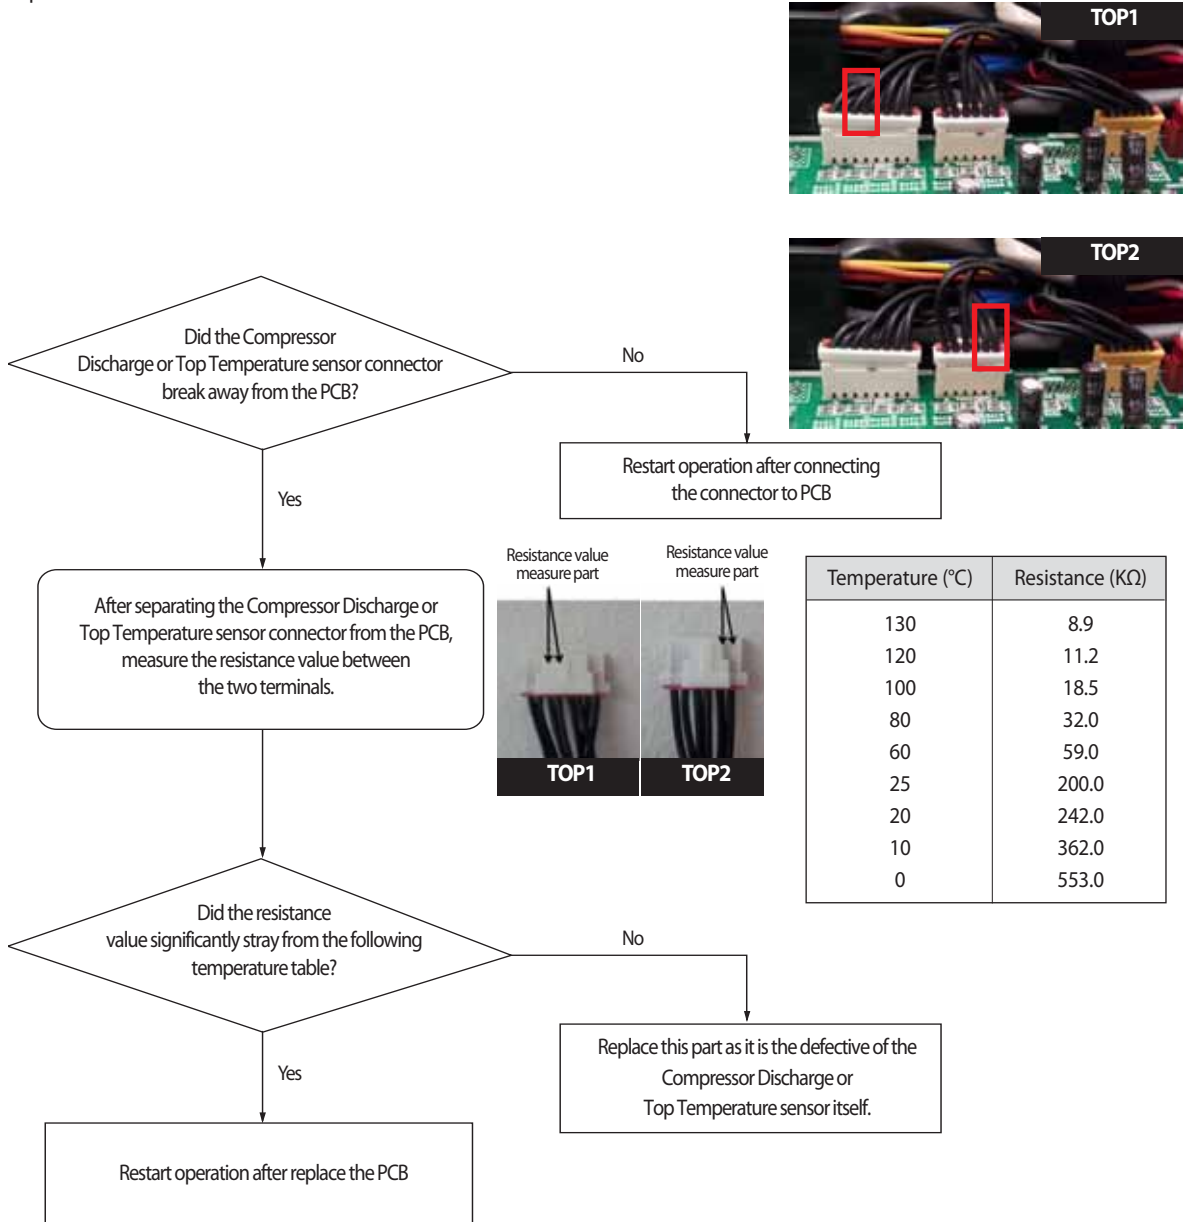 TOP1
TOP2
Did the Compressor
Discharge or Top Temperature sensor connector
break away from the PCB?
No
Restart operation after connecting
the connector to PCB
Yes
After separating the Compressor Discharge or
Top Temperature sensor connector from the PCB,
measure the resistance value between
the two terminals.
Resistance value
measure part
Resistance value
measure part
TOP1
TOP2
Temperature (°C) Resistance (KΩ)
130 8.9
120 11.2
100 18.5
80 32.0
60 59.0
25 200.0
20 242.0
10 362.0
0 553.0
Did the resistance
value significantly stray from the following
temperature table?
No
Replace this part as it is the defective of the
Compressor Discharge or
Top Temperature sensor itself.
Yes
Restart operation after replace the PCB